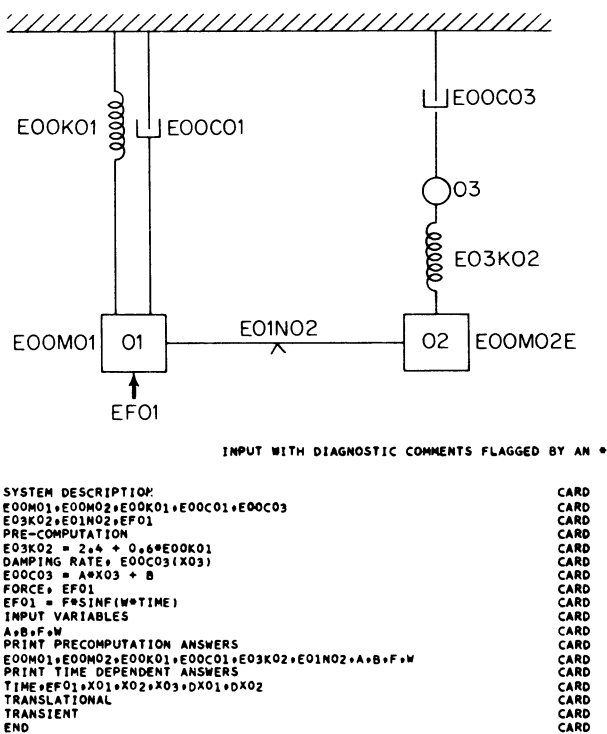 E00K01
E00C01
E00C03
03
E03K02
E00M01
01
E01N02
02
E00M02E
EF01
INPUT WITH DIAGNOSTIC COMMENTS FLAGGED BY AN *
SYSTEM DESCRIPTION CARD
E00M01,E00M02,E00K01,E00C01,E00C03 CARD
E03K02,E01N02,EF01 CARD
PRE-COMPUTATION CARD
E03K02 = 2.4 + 0.6*E00K01 CARD
DAMPING RATE, E00C03(X03) CARD
E00C03 = A*X03 + B CARD
FORCE, EF01 CARD
EF01 = F*SINF(W*TIME) CARD
INPUT VARIABLES CARD
A,B,F,W CARD
PRINT PRECOMPUTATION ANSWERS CARD
E00M01,E00M02,E00K01,E00C01,E03K02,E01N02,A,B,F,W CARD
PRINT TIME DEPENDENT ANSWERS CARD
TIME,EF01,X01,X02,X03,DX01,DX02 CARD
TRANSLATIONAL CARD
TRANSIENT CARD
END CARD